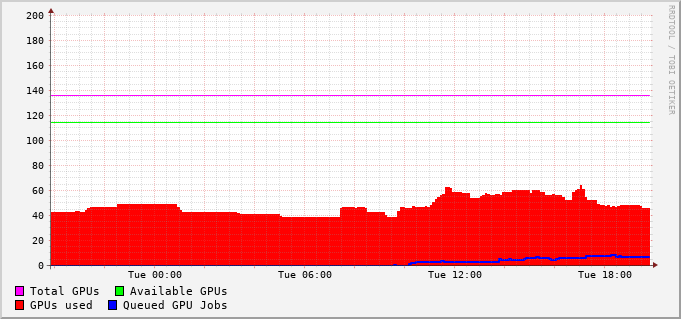 200
180
160
140
120
100
80
60
40
20
0
Tue 00:00 Tue 06:00 Tue 12:00 Tue 18:00
Total GPUs Available GPUs
GPUs used Queued GPU Jobs
RRDTOOL / TOBI OETIKER